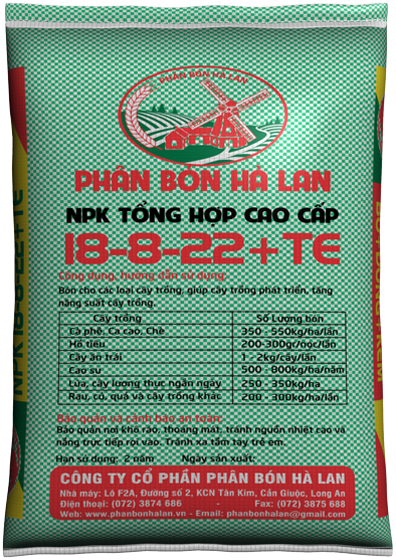 PHÂN BÓN HÀ LAN
PHÂN BÓN HÀ LAN
NPK TỔNG HỢP CAO CẤP
18-8-22+TE
Công dụng, hướng dẫn sử dụng:
Bón cho các loại cây trồng, giúp cây trồng phát triển, tăng
năng suất cây trồng.
Cây trồng Số Lượng bón
Cà phê, Ca cao, Chè 350 - 550kg/ha/lần
Hồ tiêu 200-300gr/nọc/lần
Cây ăn trái 1 - 2kg/cây/lần
Cao su 500 - 800kg/ha/năm
Lúa, cây lương thực ngắn ngày 250 - 350kg/ha
Rau, củ, quả và cây trồng khác 200 - 300kg/ha/lần
Bảo quản và cảnh báo an toàn:
Bảo quản nơi khô ráo, thoáng mát, tránh nguồn nhiệt cao và
nắng trực tiếp rọi vào. Tránh xa tầm tay trẻ em.
Hạn sử dụng: 2 năm Ngày sản xuất:
CÔNG TY CỔ PHẦN PHÂN BÓN HÀ LAN
Nhà máy: Lô F2A, Đường số 2, KCN Tân Kim, Cần Giuộc, Long An
Điện thoại: (072) 3874 686 - Fax: (072) 3875 688
Web: www.phanbonhalan.vn - Email: phanbonhalan@gmail.com
NPK 18-8-22+TE